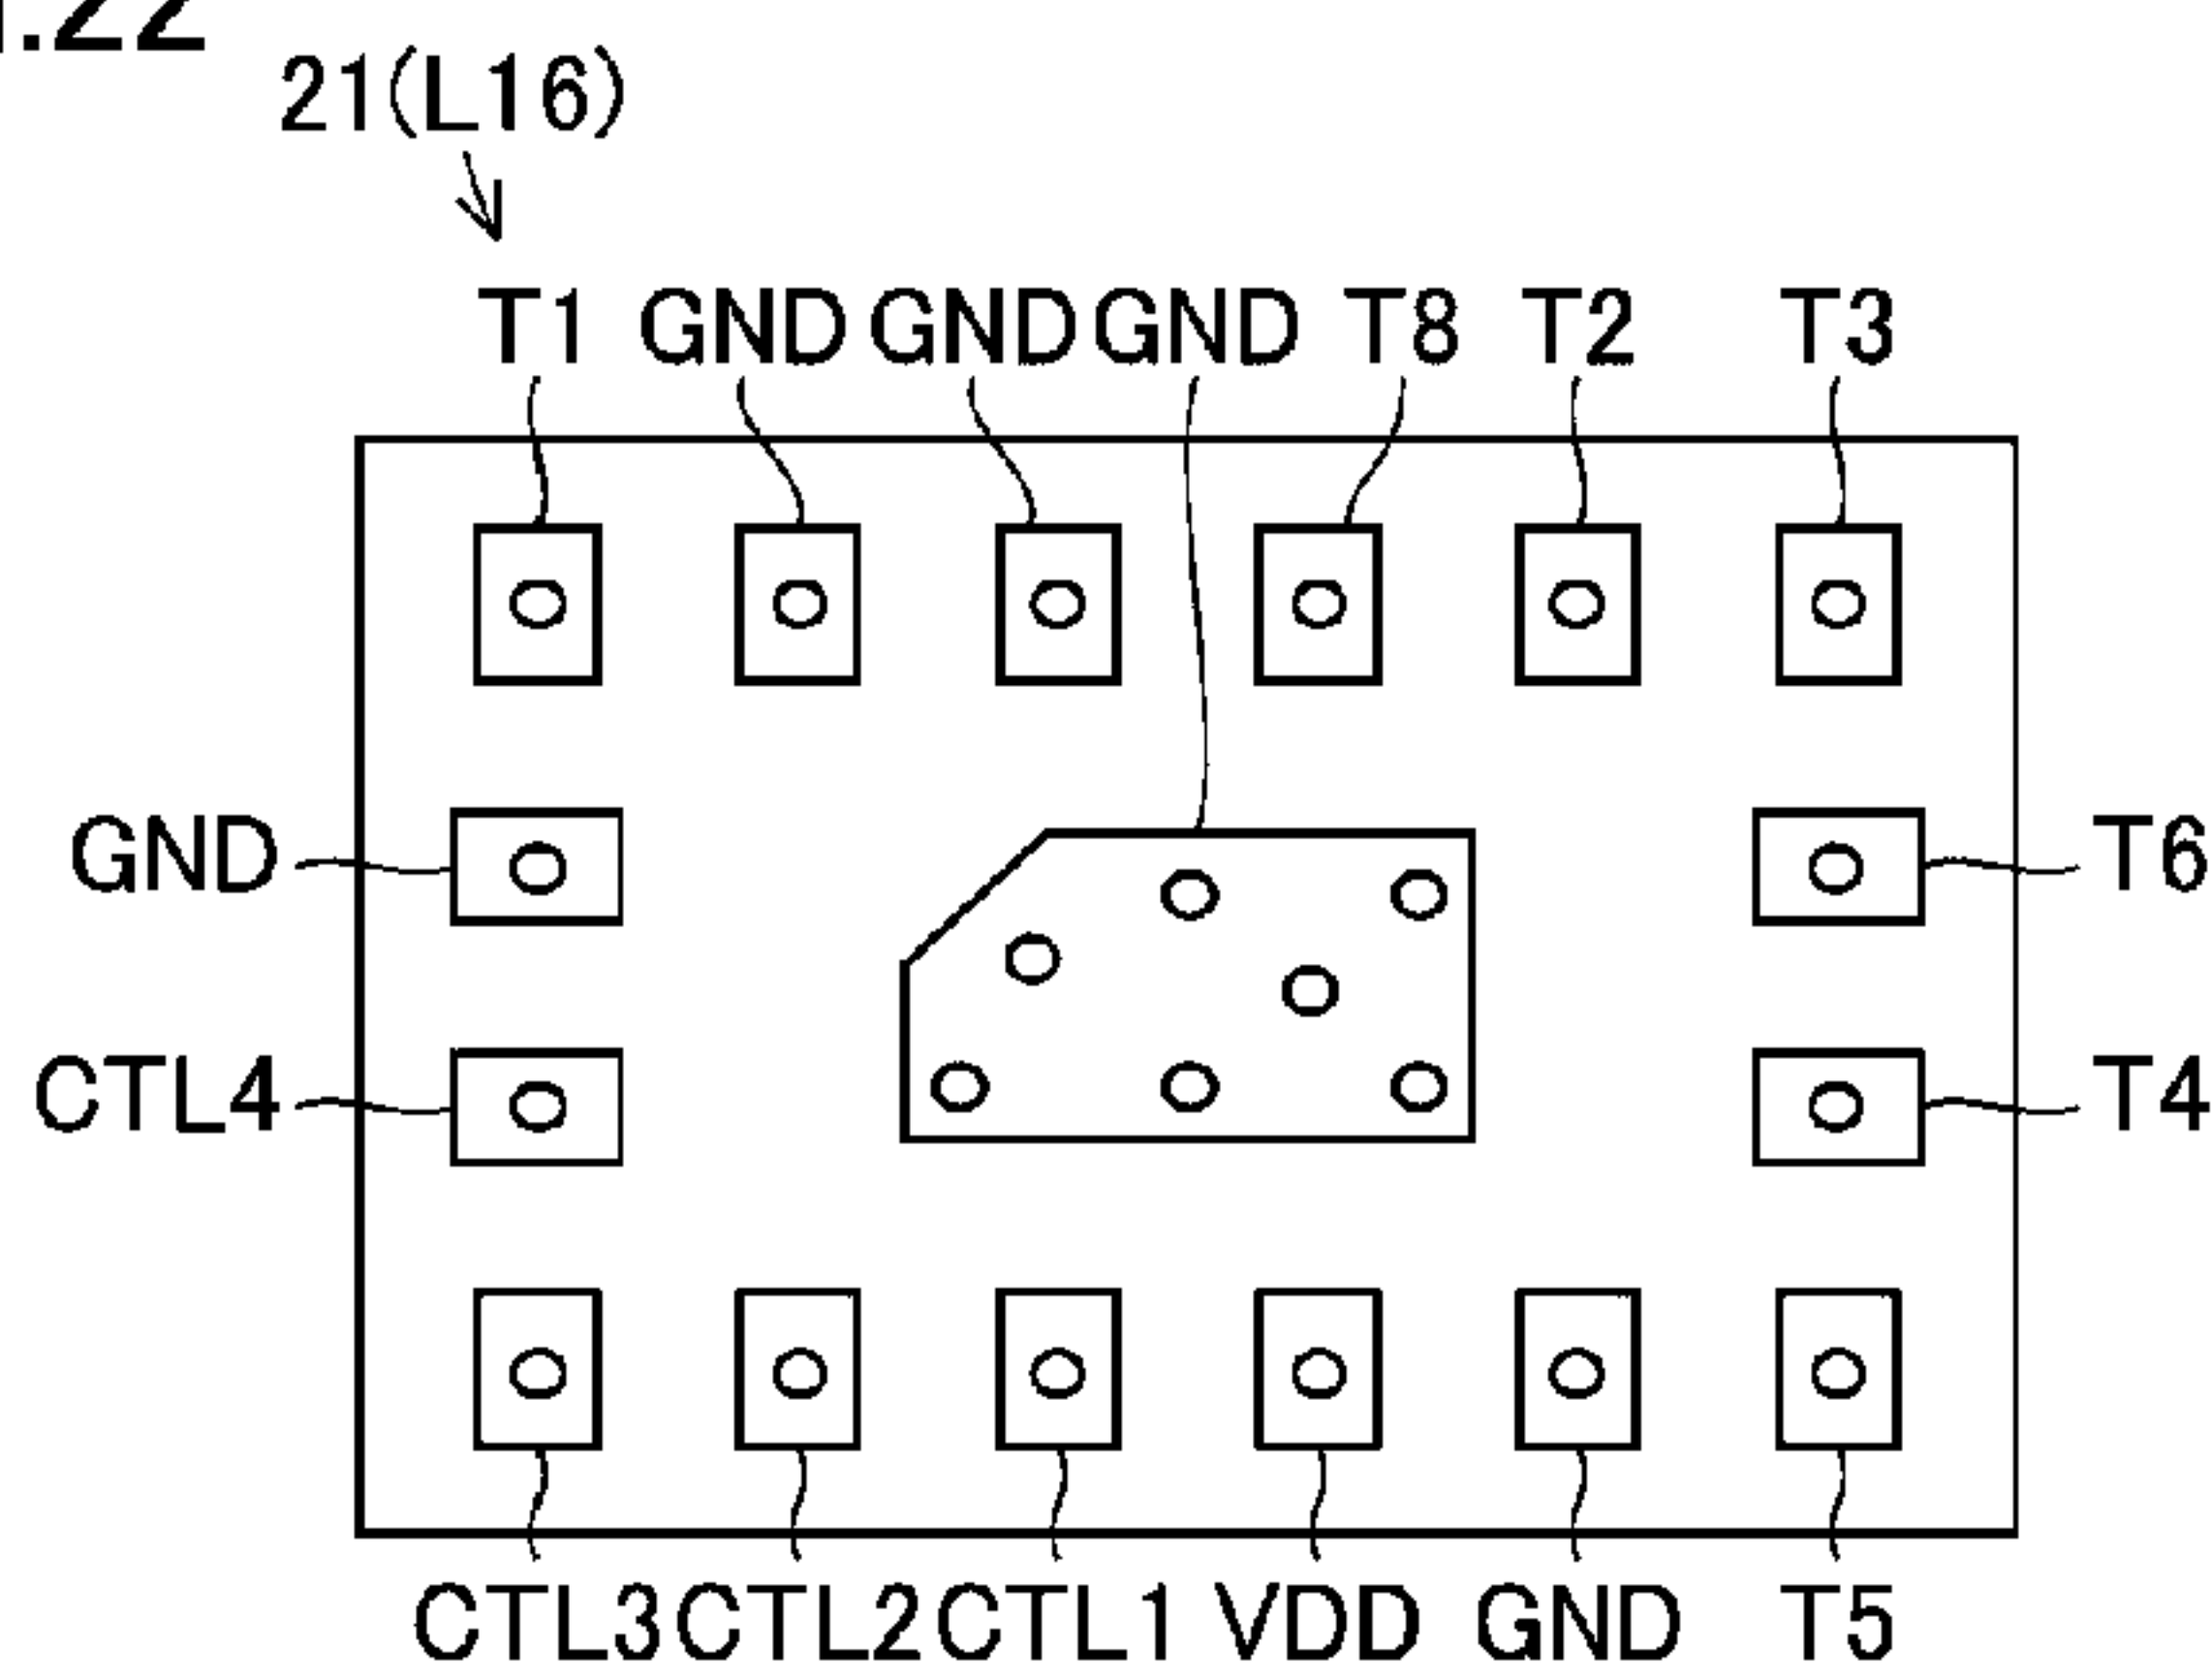 .22
21(L16)
T1 GND GND GND T8 T2 T3
GND T6
CTL4 T4
CTL3 CTL2 CTL1 VDD GND T5